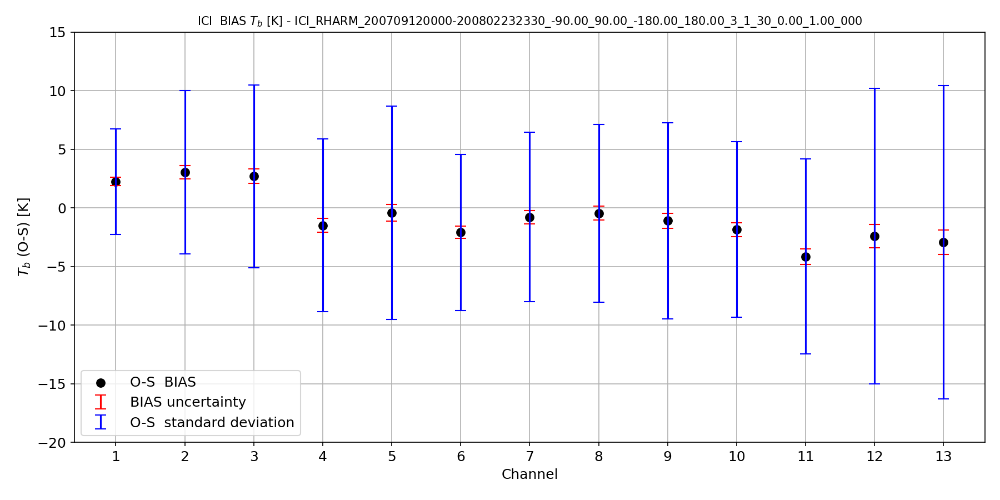 ICI  BIAS T_b [K] - ICI_RHARM_200709120000-200802232330_-90.00_90.00_-180.00_180.00_3_1_30_0.00_1.00_000
15
10
5
0
−5
−10
−15
−20
T_b (O-S) [K]
O-S  BIAS
BIAS uncertainty
O-S  standard deviation
1 2 3 4 5 6 7 8 9 10 11 12 13
Channel